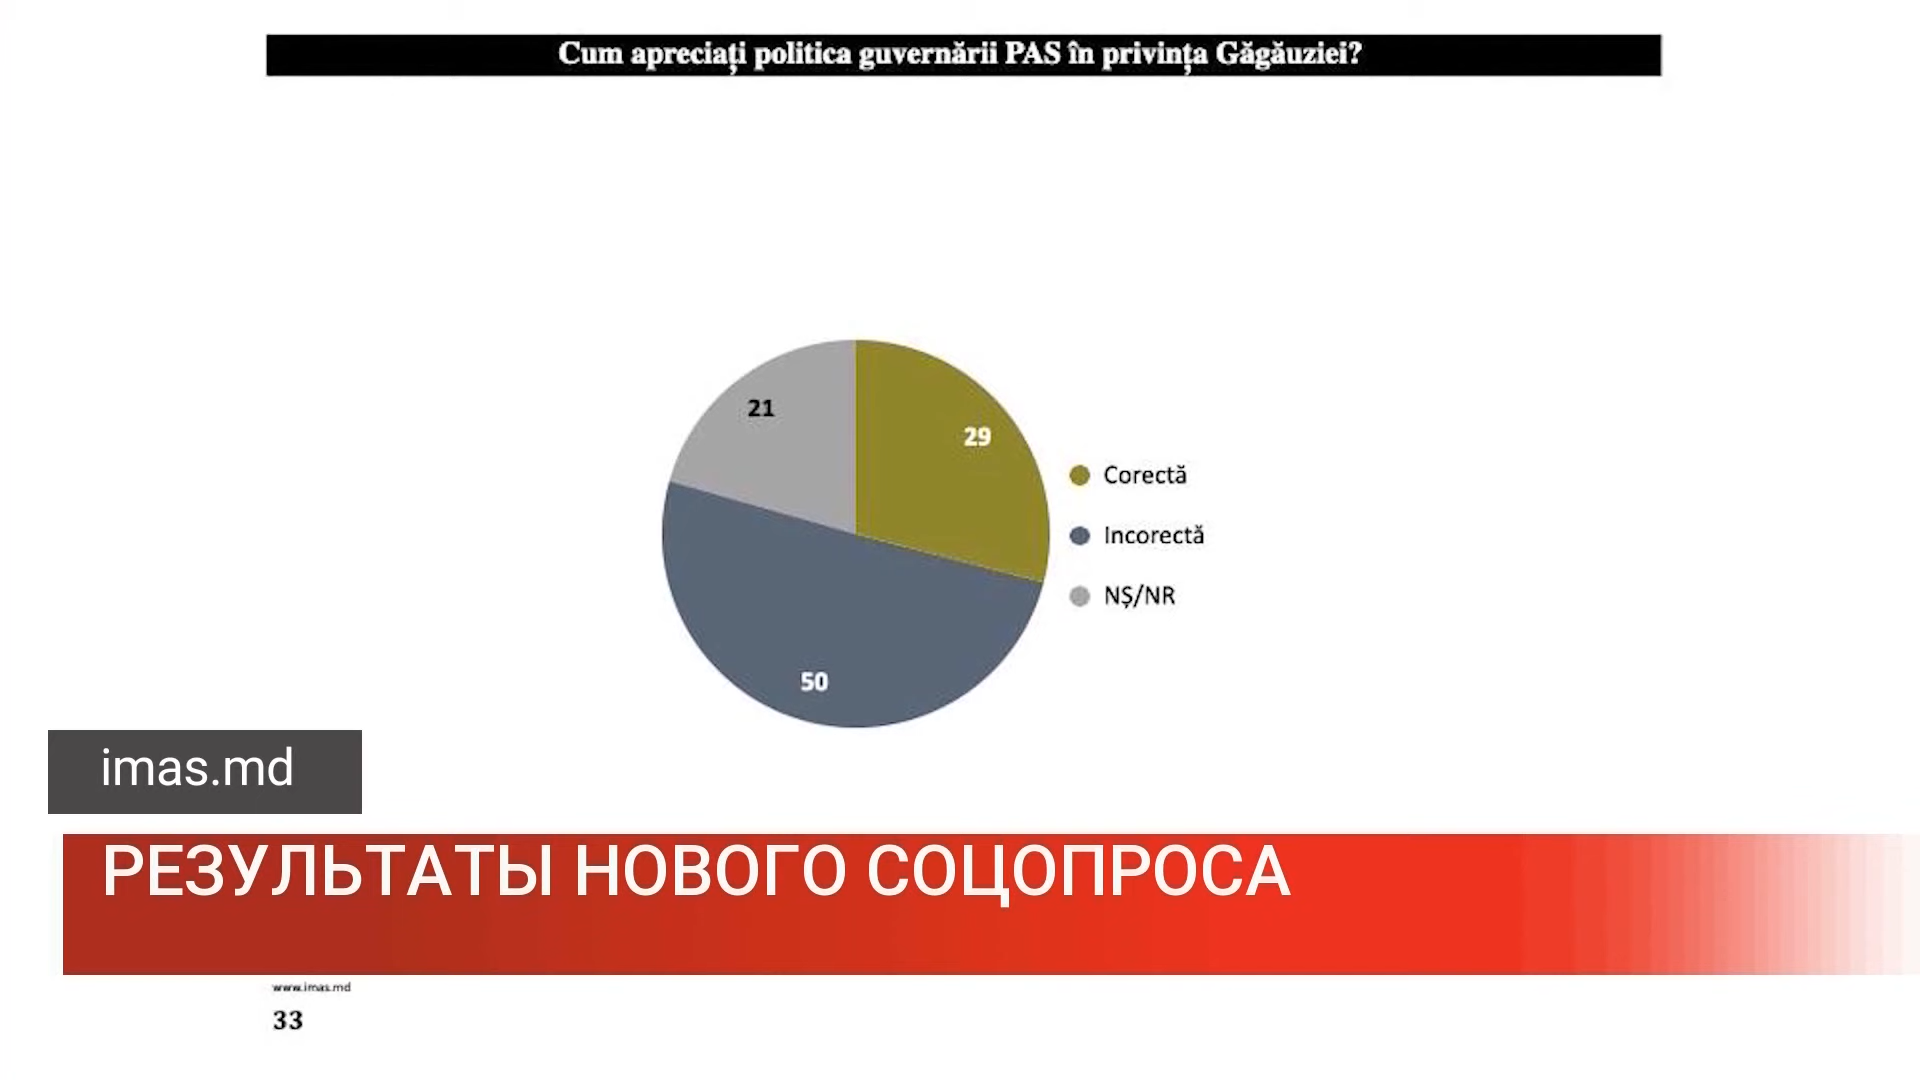 Cum apreciați politica guvernării PAS în privința Găgăuziei?
21
29
Corectă
Incorectă
NȘ/NR
50
imas.md
РЕЗУЛЬТАТЫ НОВОГО СОЦОПРОСА
www.imas.md
33